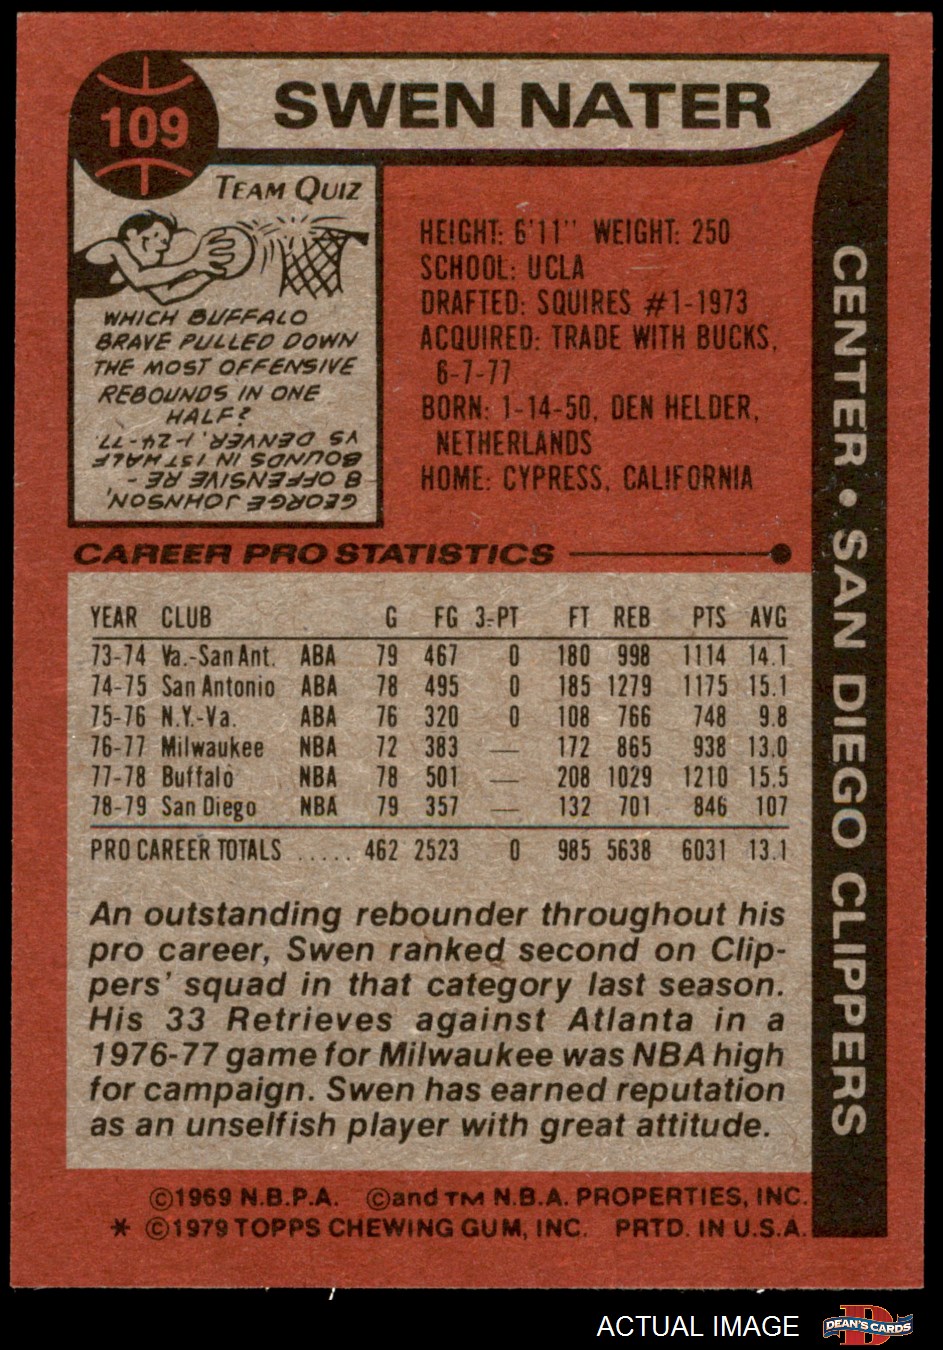 109
SWEN NATER
TEAM QUIZ
WHICH BUFFALO
BRAVE PULLED DOWN
THE MOST OFFENSIVE
REBOUNDS IN ONE
HALF?
GEORGE JOHNSON,
8 OFFENSIVE RE-
BOUNDS IN 1ST HALF
VS DENVER, 1-24-77.
HEIGHT: 6'11" WEIGHT: 250
SCHOOL: UCLA
DRAFTED: SQUIRES #1-1973
ACQUIRED: TRADE WITH BUCKS,
6-7-77
BORN: 1-14-50, DEN HELDER,
NETHERLANDS
HOME: CYPRESS, CALIFORNIA
CENTER • SAN DIEGO CLIPPERS
CAREER PRO STATISTICS
YEAR CLUB G FG 3-PT FT REB PTS AVG
73-74 Va.-San Ant. ABA 79 467 0 180 998 1114 14.1
74-75 San Antonio ABA 78 495 0 185 1279 1175 15.1
75-76 N.Y.-Va. ABA 76 320 0 108 766 748 9.8
76-77 Milwaukee NBA 72 383 — 172 865 938 13.0
77-78 Buffalo NBA 78 501 — 208 1029 1210 15.5
78-79 San Diego NBA 79 357 — 132 701 846 107
PRO CAREER TOTALS ..... 462 2523 0 985 5638 6031 13.1
An outstanding rebounder throughout his
pro career, Swen ranked second on Clip-
pers' squad in that category last season.
His 33 Retrieves against Atlanta in a
1976-77 game for Milwaukee was NBA high
for campaign. Swen has earned reputation
as an unselfish player with great attitude.
©1969 N.B.P.A. ©and TM N.B.A. PROPERTIES, INC.
* ©1979 TOPPS CHEWING GUM, INC. PRTD. IN U.S.A.
ACTUAL IMAGE
D
DEAN'S CARDS